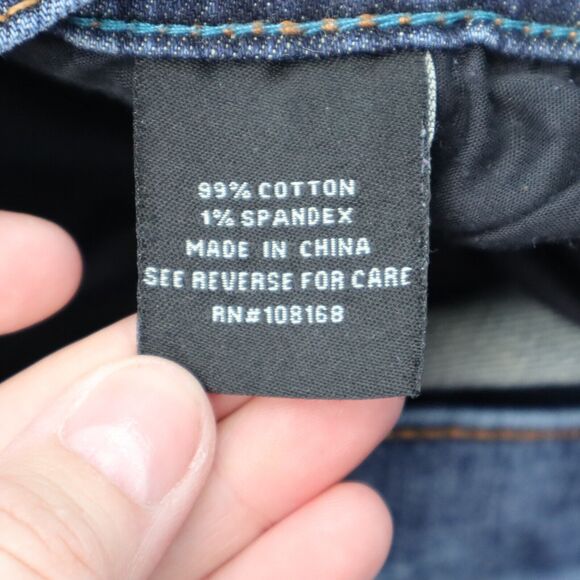 99% COTTON
1% SPANDEX
MADE IN CHINA
SEE REVERSE FOR CARE
RN#108168